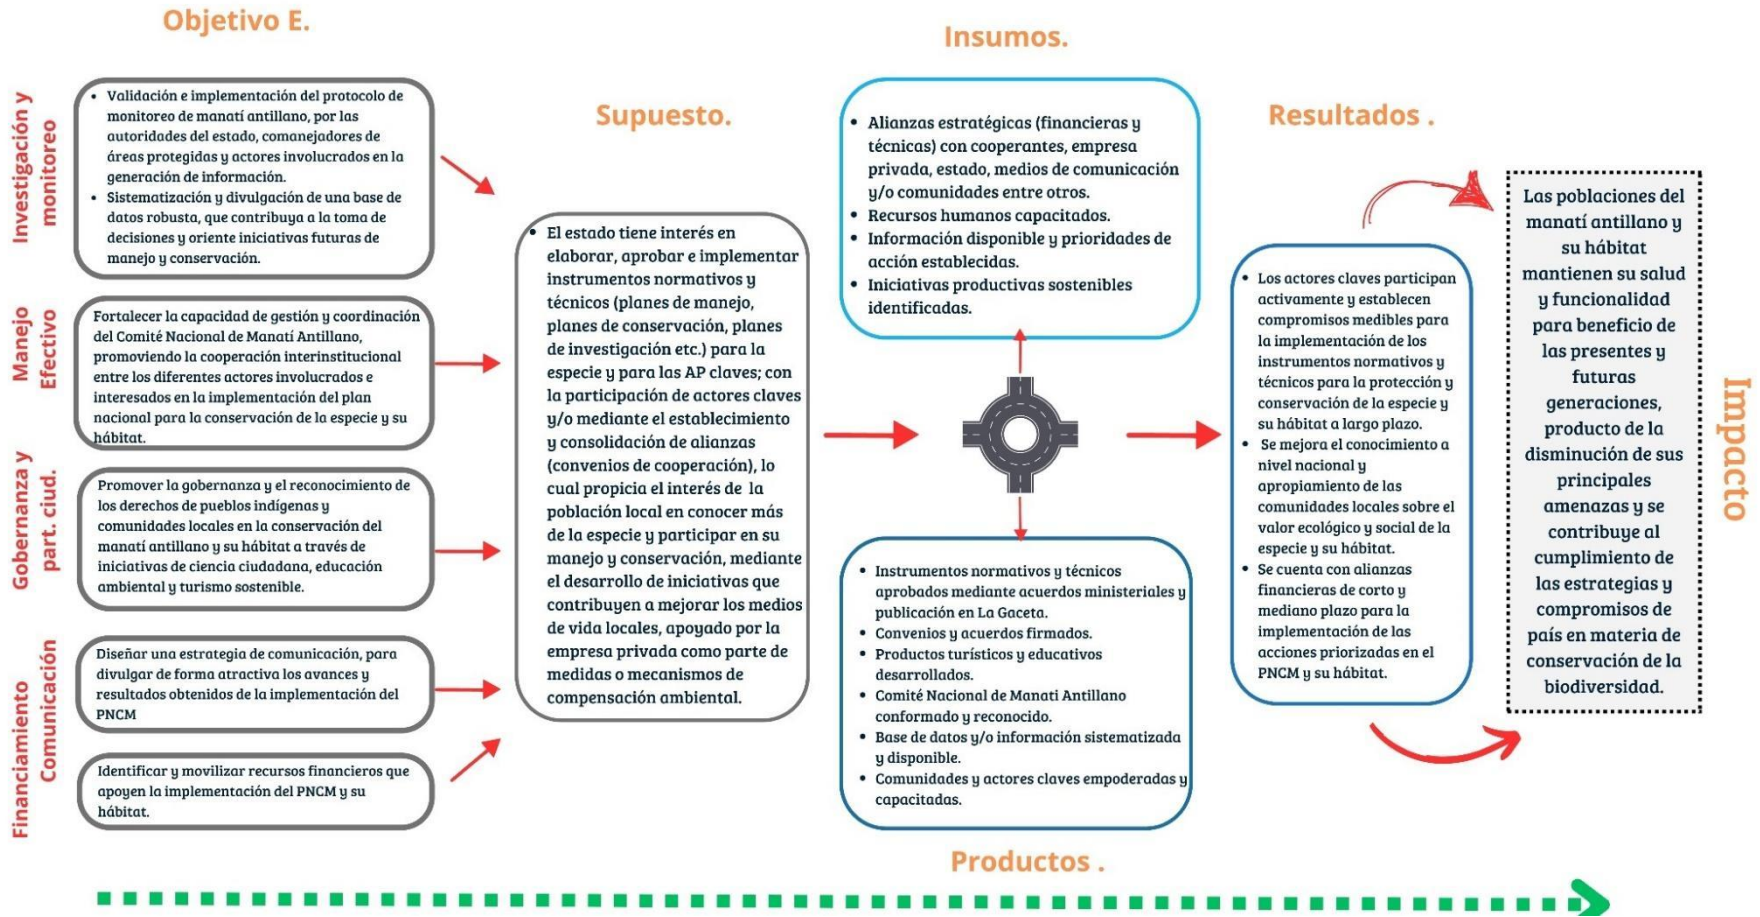 Objetivo E.
Investigación y
monitoreo
• Validación e implementación del protocolo de
monitoreo de manatí antillano, por las
autoridades del estado, comanejadores de
áreas protegidas y actores involucrados en la
generación de información.
• Sistematización y divulgación de una base de
datos robusta, que contribuya a la toma de
decisiones y oriente iniciativas futuras de
manejo y conservación.
Manejo
Efectivo
Fortalecer la capacidad de gestión y coordinación
del Comité Nacional de Manatí Antillano,
promoviendo la cooperación interinstitucional
entre los diferentes actores involucrados e
interesados en la implementación del plan
nacional para la conservación de la especie y su
hábitat.
Gobernanza y
part. ciud.
Promover la gobernanza y el reconocimiento de
los derechos de pueblos indígenas y
comunidades locales en la conservación del
manatí antillano y su hábitat a través de
iniciativas de ciencia ciudadana, educación
ambiental y turismo sostenible.
Financiamiento
Comunicación
Diseñar una estrategia de comunicación, para
divulgar de forma atractiva los avances y
resultados obtenidos de la implementación del
PNCM
Identificar y movilizar recursos financieros que
apoyen la implementación del PNCM y su
hábitat.
Supuesto.
• El estado tiene interés en
elaborar, aprobar e implementar
instrumentos normativos y
técnicos (planes de manejo,
planes de conservación, planes
de investigación etc.) para la
especie y para las AP claves; con
la participación de actores claves
y/o mediante el establecimiento
y consolidación de alianzas
(convenios de cooperación), lo
cual propicia el interés de la
población local en conocer más
de la especie y participar en su
manejo y conservación, mediante
el desarrollo de iniciativas que
contribuyen a mejorar los medios
de vida locales, apoyado por la
empresa privada como parte de
medidas o mecanismos de
compensación ambiental.
Insumos.
• Alianzas estratégicas (financieras y
técnicas) con cooperantes, empresa
privada, estado, medios de comunicación
y/o comunidades entre otros.
• Recursos humanos capacitados.
• Información disponible y prioridades de
acción establecidas.
• Iniciativas productivas sostenibles
identificadas.
• Instrumentos normativos y técnicos
aprobados mediante acuerdos ministeriales y
publicación en La Gaceta.
• Convenios y acuerdos firmados.
• Productos turísticos y educativos
desarrollados.
• Comité Nacional de Manati Antillano
conformado y reconocido.
• Base de datos y/o información sistematizada
y disponible.
• Comunidades y actores claves empoderadas y
capacitadas.
Productos .
Resultados .
• Los actores claves participan
activamente y establecen
compromisos medibles para
la implementación de los
instrumentos normativos y
técnicos para la protección y
conservación de la especie y
su hábitat a largo plazo.
• Se mejora el conocimiento a
nivel nacional y
apropiamiento de las
comunidades locales sobre el
valor ecológico y social de la
especie y su hábitat.
• Se cuenta con alianzas
financieras de corto y
mediano plazo para la
implementación de las
acciones priorizadas en el
PNCM y su hábitat.
Las poblaciones del
manatí antillano y
su hábitat
mantienen su salud
y funcionalidad
para beneficio de
las presentes y
futuras
generaciones,
producto de la
disminución de sus
principales
amenazas y se
contribuye al
cumplimiento de
las estrategias y
compromisos de
país en materia de
conservación de la
biodiversidad.
Impacto